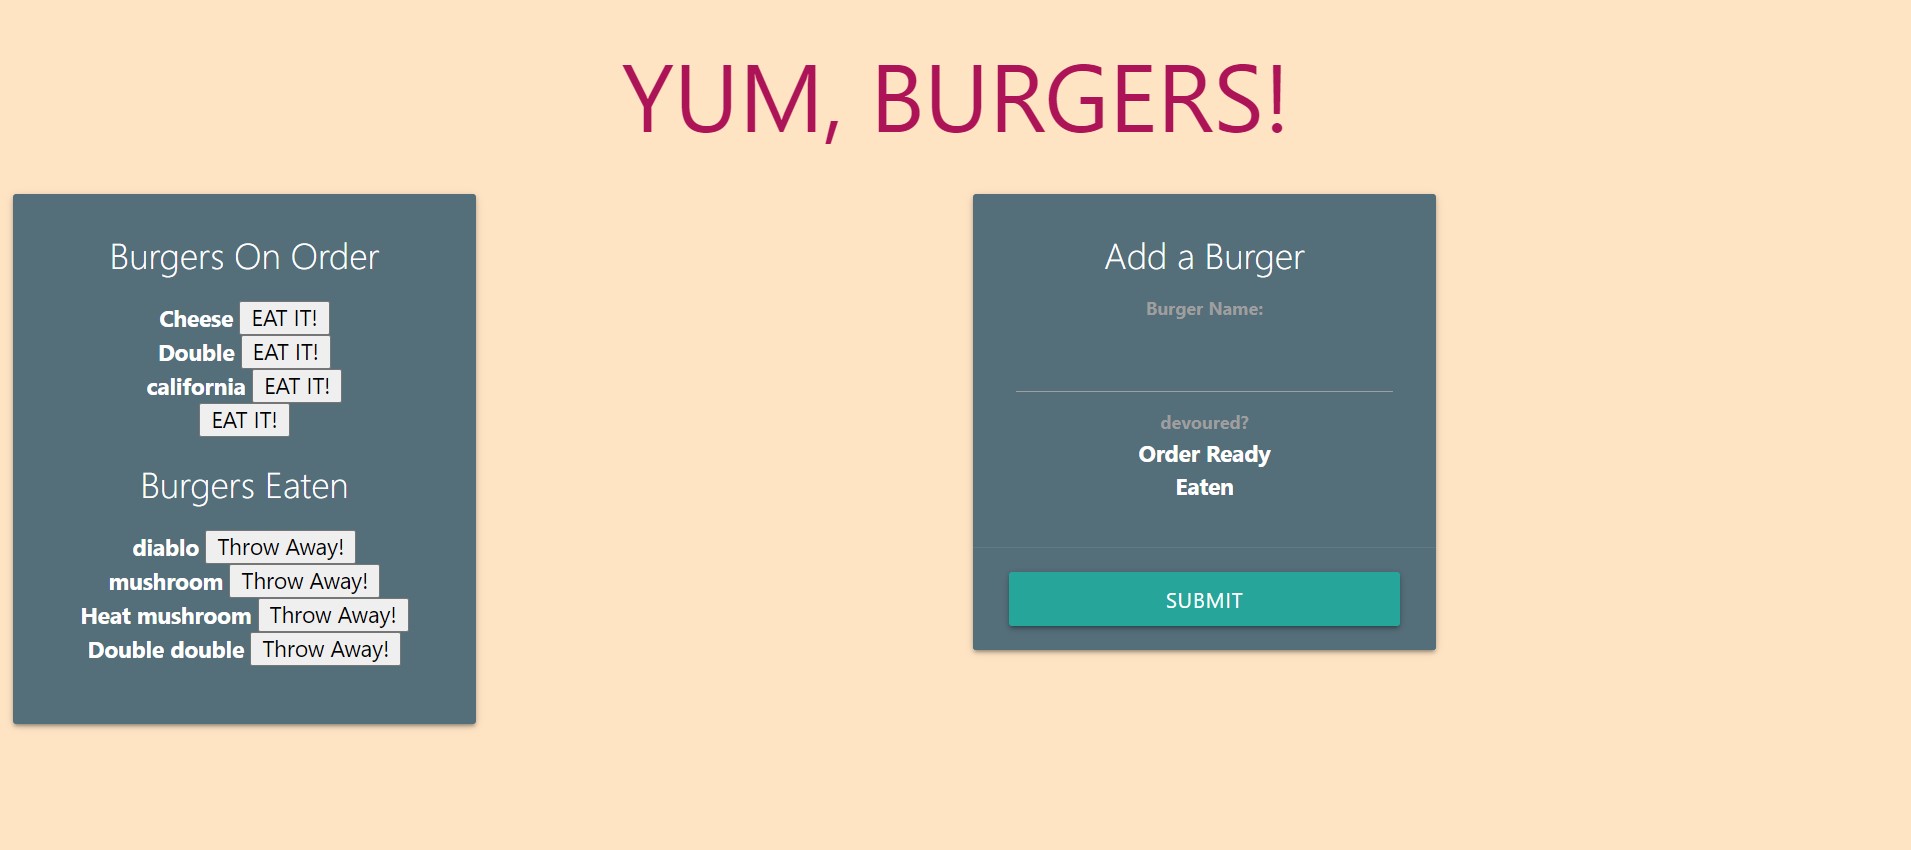 YUM, BURGERS!
Burgers On Order
Cheese EAT IT!
Double EAT IT!
california EAT IT!
EAT IT!
Burgers Eaten
diablo Throw Away!
mushroom Throw Away!
Heat mushroom Throw Away!
Double double Throw Away!
Add a Burger
Burger Name:
devoured?
Order Ready
Eaten
SUBMIT